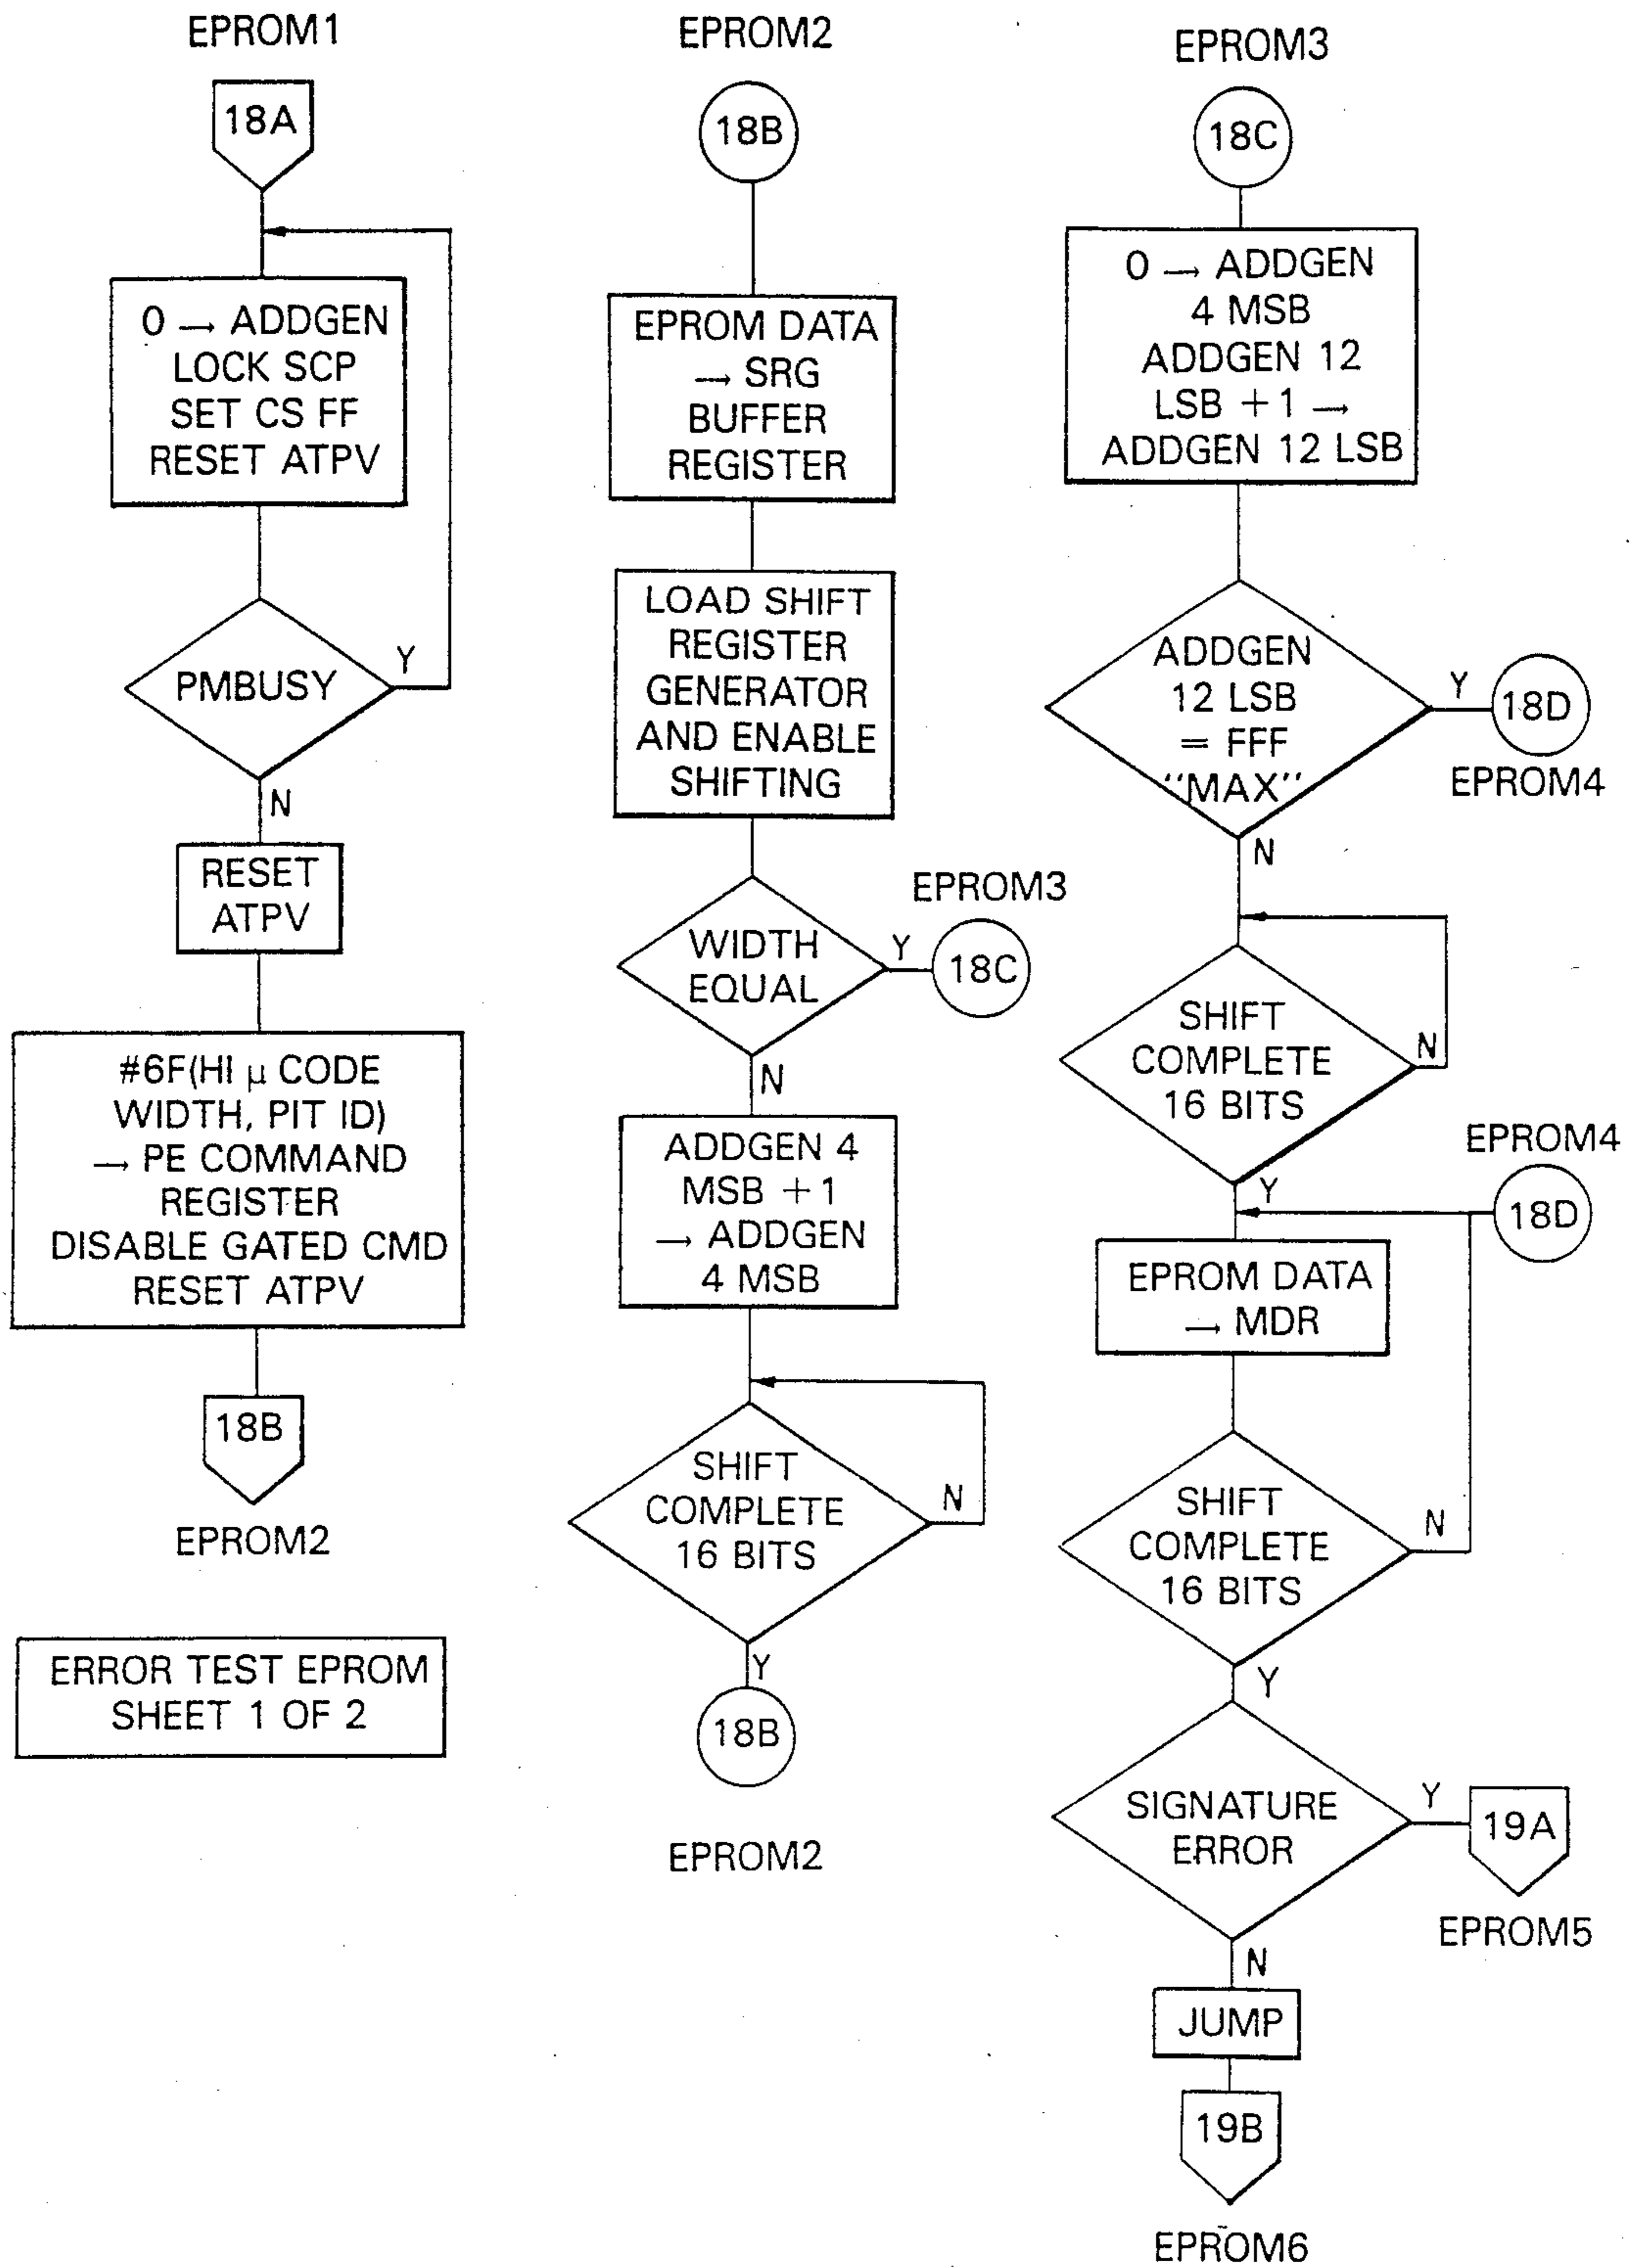 EPROM1
18A
0 → ADDGEN
LOCK SCP
SET CS FF
RESET ATPV
PMBUSY
Y
N
RESET
ATPV
#6F(HI μ CODE
WIDTH, PIT ID)
→ PE COMMAND
REGISTER
DISABLE GATED CMD
RESET ATPV
18B
EPROM2
ERROR TEST EPROM
SHEET 1 OF 2
EPROM2
18B
EPROM DATA
→ SRG
BUFFER
REGISTER
LOAD SHIFT
REGISTER
GENERATOR
AND ENABLE
SHIFTING
WIDTH
EQUAL
Y
EPROM3
18C
N
ADDGEN 4
MSB +1
→ ADDGEN
4 MSB
SHIFT
COMPLETE
16 BITS
N
Y
18B
EPROM2
EPROM3
18C
0 → ADDGEN
4 MSB
ADDGEN 12
LSB +1 →
ADDGEN 12 LSB
ADDGEN
12 LSB
= FFF
"MAX"
Y
18D
EPROM4
N
SHIFT
COMPLETE
16 BITS
N
Y
EPROM4
18D
EPROM DATA
→ MDR
SHIFT
COMPLETE
16 BITS
N
Y
SIGNATURE
ERROR
Y
19A
EPROM5
N
JUMP
19B
EPROM6